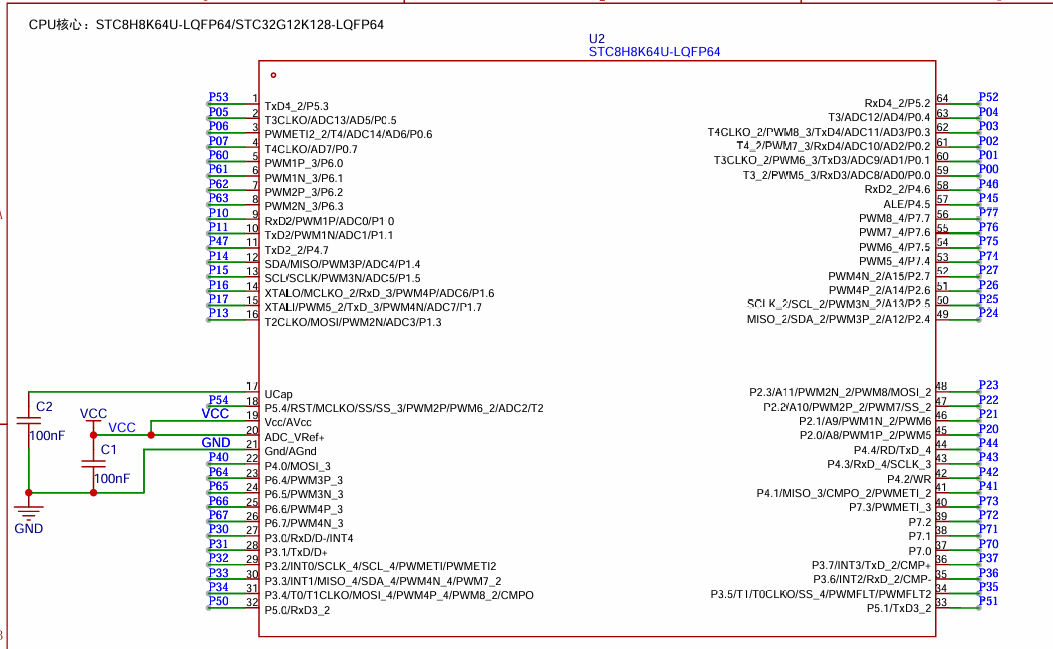 CPU核心：STC8H8K64U-LQFP64/STC32G12K128-LQFP64
U2
STC8H8K64U-LQFP64
P53 1 TxD4_2/P5.3
P05 2 T3CLKO/ADC13/AD5/P0.5
P06 3 PWMETI2_2/T4/ADC14/AD6/P0.6
P07 4 T4CLKO/AD7/P0.7
P60 5 PWM1P_3/P6.0
P61 6 PWM1N_3/P6.1
P62 7 PWM2P_3/P6.2
P63 8 PWM2N_3/P6.3
P10 9 RxD2/PWM1P/ADC0/P1.0
P11 10 TxD2/PWM1N/ADC1/P1.1
P47 11 TxD2_2/P4.7
P14 12 SDA/MISO/PWM3P/ADC4/P1.4
P15 13 SCL/SCLK/PWM3N/ADC5/P1.5
P16 14 XTALO/MCLKO_2/RxD_3/PWM4P/ADC6/P1.6
P17 15 XTALI/PWM5_2/TxD_3/PWM4N/ADC7/P1.7
P13 16 T2CLKO/MOSI/PWM2N/ADC3/P1.3
RxD4_2/P5.2 64 P52
T3/ADC12/AD4/P0.4 63 P04
T4CLKO_2/PWM8_3/TxD4/ADC11/AD3/P0.3 62 P03
T4_2/PWM7_3/RxD4/ADC10/AD2/P0.2 61 P02
T3CLKO_2/PWM6_3/TxD3/ADC9/AD1/P0.1 60 P01
T3_2/PWM5_3/RxD3/ADC8/AD0/P0.0 59 P00
RxD2_2/P4.6 58 P46
ALE/P4.5 57 P45
PWM8_4/P7.7 56 P77
PWM7_4/P7.6 55 P76
PWM6_4/P7.5 54 P75
PWM5_4/P7.4 53 P74
PWM4N_2/A15/P2.7 52 P27
PWM4P_2/A14/P2.6 51 P26
SCLK_2/SCL_2/PWM3N_2/A13/P2.5 50 P25
MISO_2/SDA_2/PWM3P_2/A12/P2.4 49 P24
17 UCap
P54 18 P5.4/RST/MCLKO/SS/SS_3/PWM2P/PWM6_2/ADC2/T2
VCC 19 Vcc/AVcc
20 ADC_VRef+
GND 21 Gnd/AGnd
P40 22 P4.0/MOSI_3
P64 23 P6.4/PWM3P_3
P65 24 P6.5/PWM3N_3
P66 25 P6.6/PWM4P_3
P67 26 P6.7/PWM4N_3
P30 27 P3.0/RxD/D-/INT4
P31 28 P3.1/TxD/D+
P32 29 P3.2/INT0/SCLK_4/SCL_4/PWMETI/PWMETI2
P33 30 P3.3/INT1/MISO_4/SDA_4/PWM4N_4/PWM7_2
P34 31 P3.4/T0/T1CLKO/MOSI_4/PWM4P_4/PWM8_2/CMPO
P50 32 P5.0/RxD3_2
P2.3/A11/PWM2N_2/PWM8/MOSI_2 48 P23
P2.2/A10/PWM2P_2/PWM7/SS_2 47 P22
P2.1/A9/PWM1N_2/PWM6 46 P21
P2.0/A8/PWM1P_2/PWM5 45 P20
P4.4/RD/TxD_4 44 P44
P4.3/RxD_4/SCLK_3 43 P43
P4.2/WR 42 P42
P4.1/MISO_3/CMPO_2/PWMETI_2 41 P41
P7.3/PWMETI_3 40 P73
P7.2 39 P72
P7.1 38 P71
P7.0 37 P70
P3.7/INT3/TxD_2/CMP+ 36 P37
P3.6/INT2/RxD_2/CMP- 35 P36
P3.5/T1/T0CLKO/SS_4/PWMFLT/PWMFLT2 34 P35
P5.1/TxD3_2 33 P51
C2
100nF
VCC
VCC
C1
100nF
GND